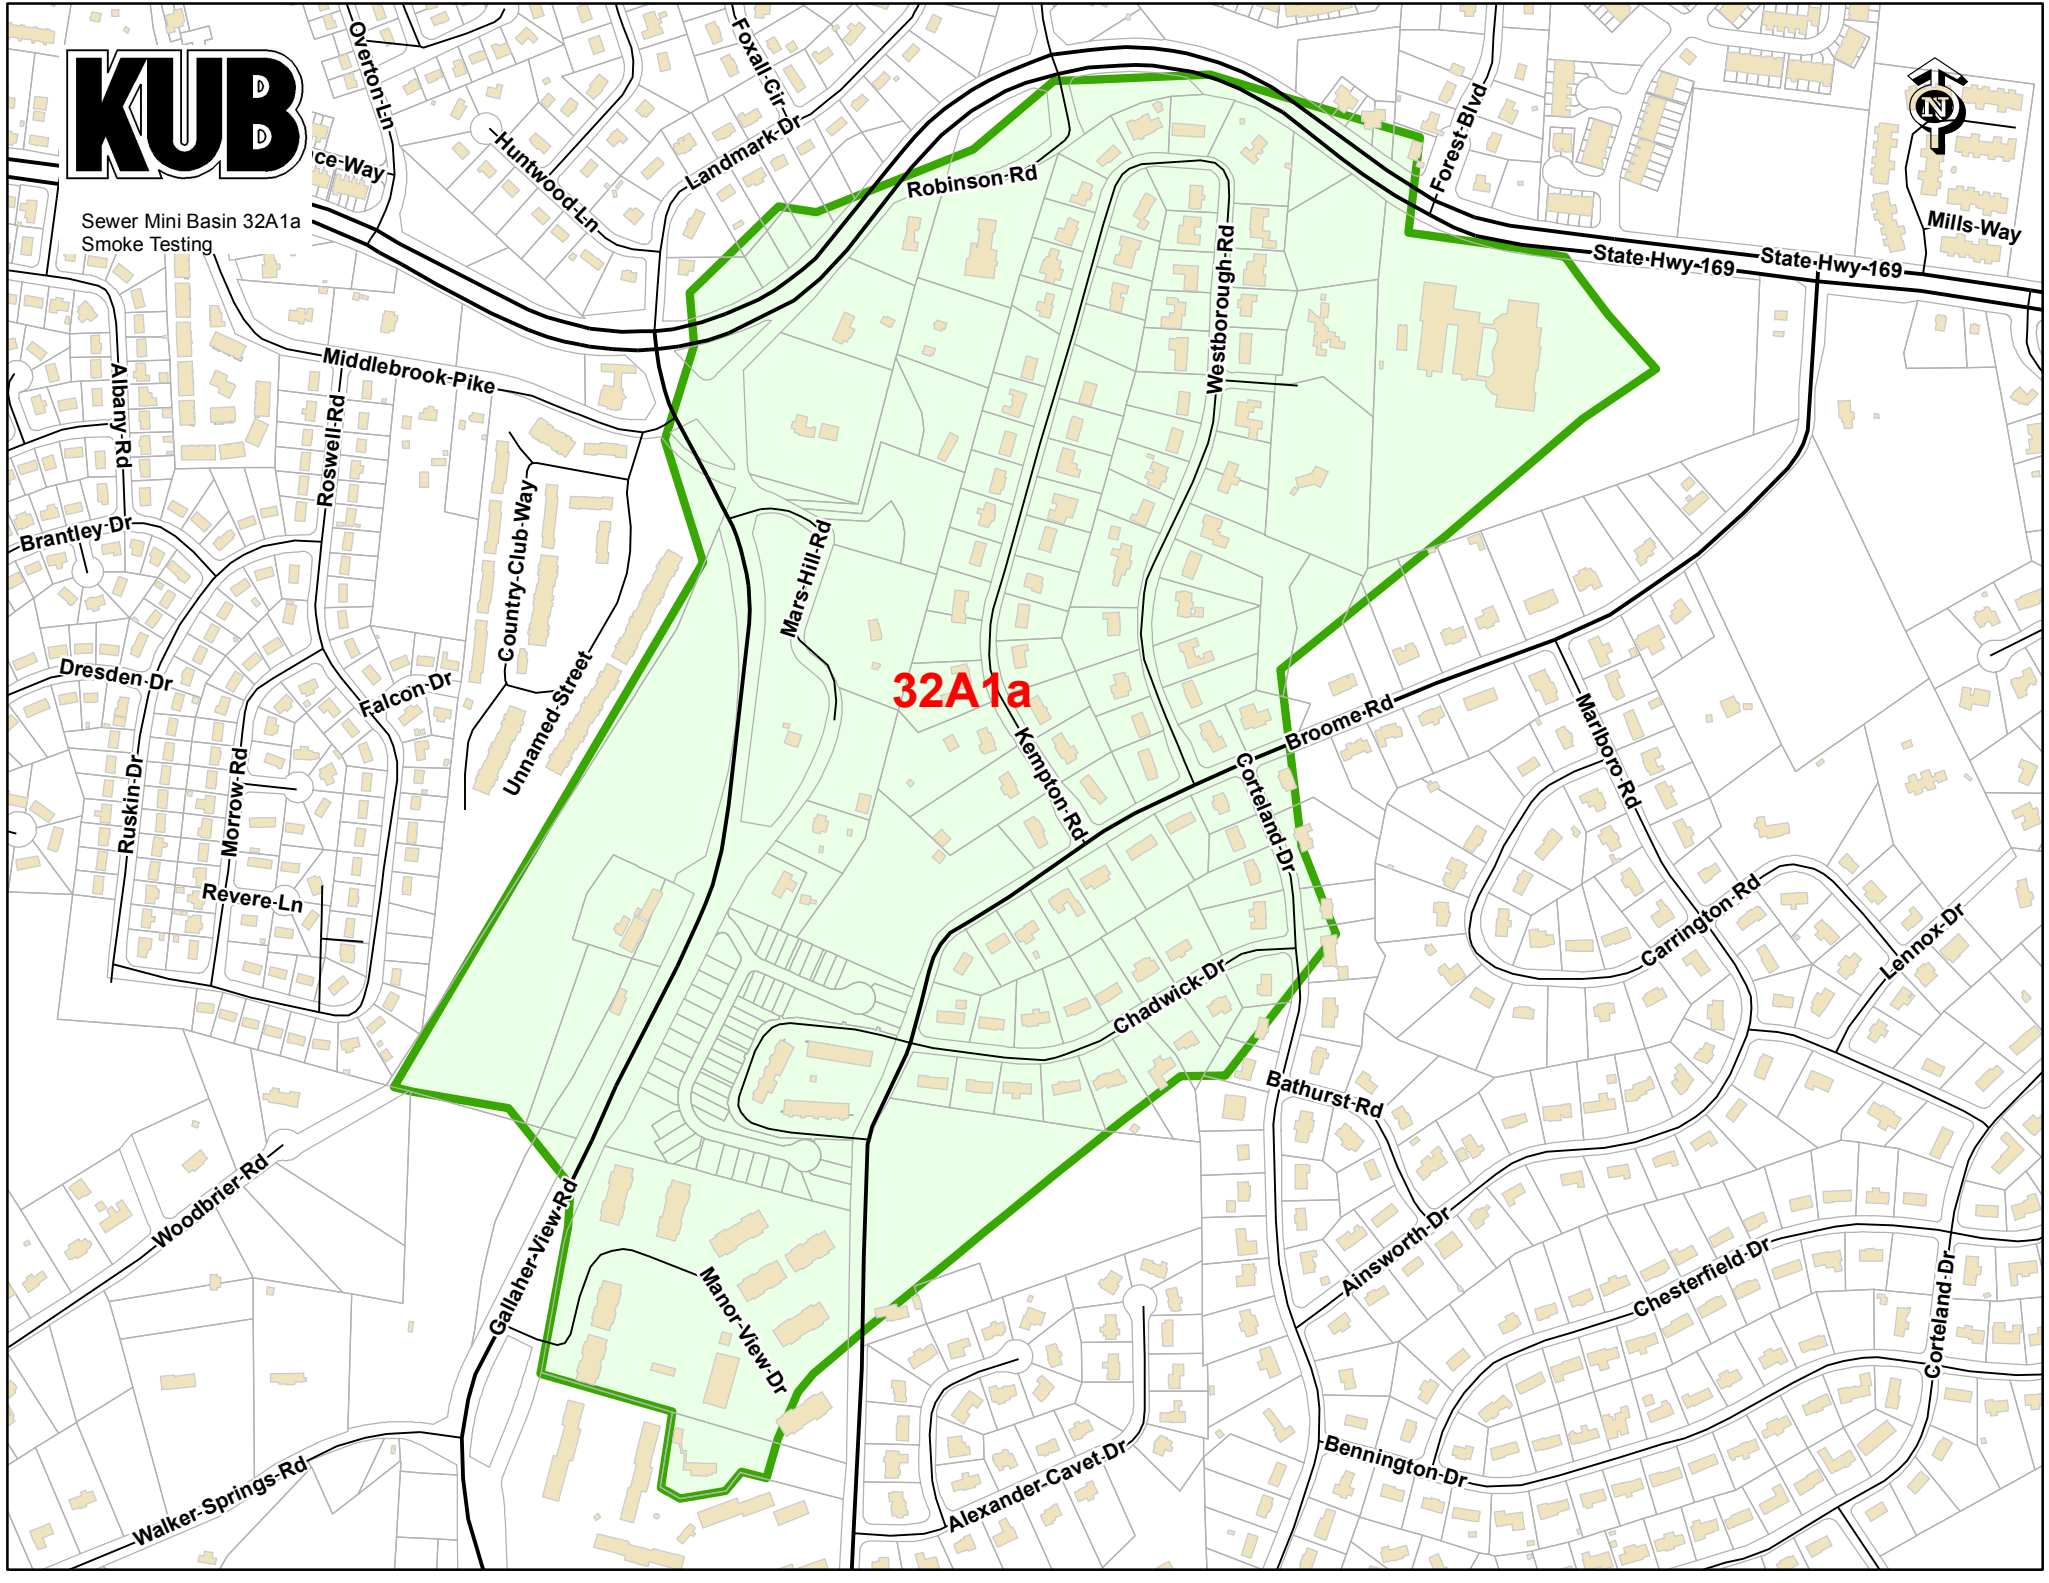 KUB
Sewer Mini Basin 32A1a
Smoke Testing
Overton-Ln
ce-Way
Huntwood-Ln
Foxall-Cir
Landmark-Dr
Robinson-Rd
Forest-Blvd
N
Mills-Way
State-Hwy-169
State-Hwy-169
Westborough-Rd
Middlebrook-Pike
Albany-Rd
Roswell-Rd
Brantley-Dr
Country-Club-Way
Mars-Hill-Rd
Dresden-Dr
Falcon-Dr
Unnamed-Street
32A1a
Kempton-Rd
Broome-Rd
Corteland-Dr
Marlboro-Rd
Ruskin-Dr
Morrow-Rd
Revere-Ln
Carrington-Rd
Lennox-Dr
Chadwick-Dr
Bathurst-Rd
Woodbrier-Rd
Gallaher-View-Rd
Manor-View-Dr
Ainsworth-Dr
Chesterfield-Dr
Corteland-Dr
Walker-Springs-Rd
Alexander-Cavet-Dr
Bennington-Dr